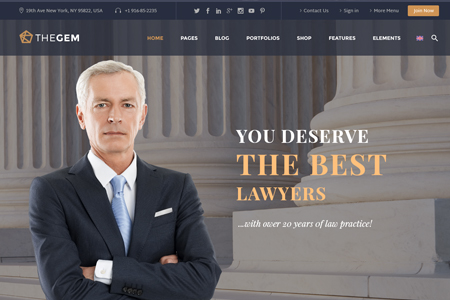 19th Ave New York, NY 95822, USA
+1 916-85-2235
Contact Us
Sign in
More Menu
Join Now
THEGEM
HOME
PAGES
BLOG
PORTFOLIOS
SHOP
FEATURES
ELEMENTS
YOU DESERVE
THE BEST
LAWYERS
...with over 20 years of law practice!